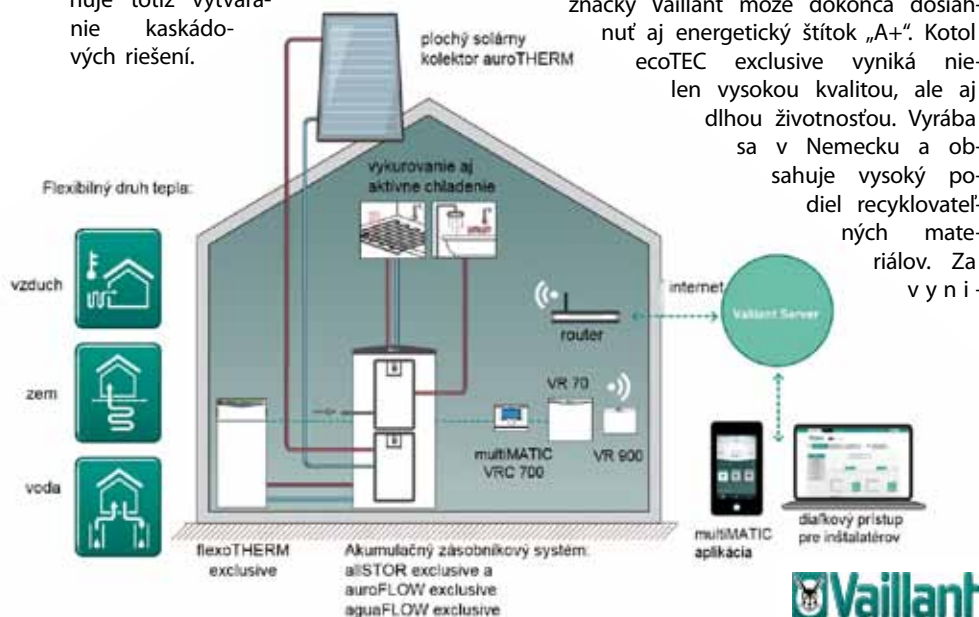 huje totiž vytvára-
nie kaskádo-
vých riešení.
značky Vaillant môže dokonca dosiah-
nuť aj energetický štítok „A+“. Kotol
ecoTEC exclusive vyniká nie-
len vysokou kvalitou, ale aj
dlhou životnosťou. Vyrába
sa v Nemecku a ob-
sahuje vysoký po-
diel recyklovateľ-
ných mate-
riálov. Za
vyni-
plochý solárny
kolektor auroTHERM
vykurovanie aj
aktívne chladenie
Flexibilný druh tepla:
vzduch
zem
voda
internet
router
Vaillant Server
VR 70
multiMATIC
VRC 700
VR 900
flexoTHERM
exclusive
Akumulačný zásobníkový systém:
allSTOR exclusive a
auroFLOW exclusive
aguaFLOW exclusive
multiMATIC
aplikácia
diaľkový prístup
pre inštalatérov
Vaillant